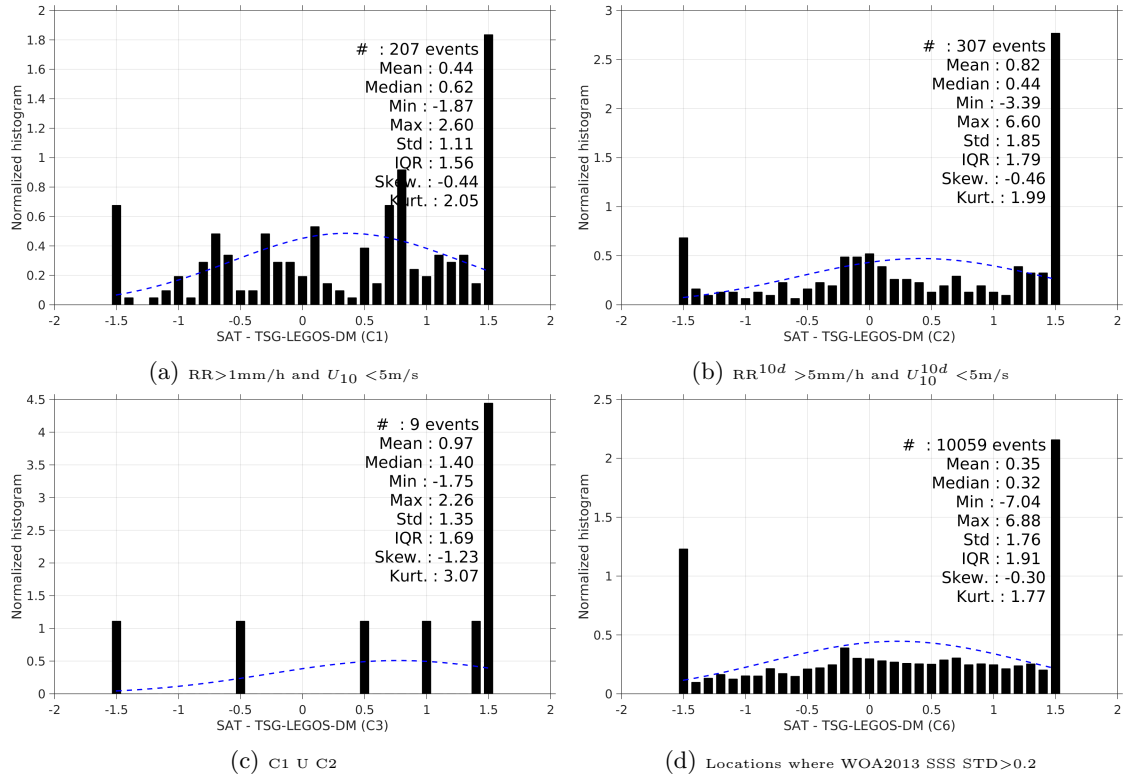 2
1.8
1.6
1.4
1.2
1
0.8
0.6
0.4
0.2
0
Normalized histogram
# : 207 events
Mean : 0.44
Median : 0.62
Min : -1.87
Max : 2.60
Std : 1.11
IQR : 1.56
Skew. : -0.44
Kurt. : 2.05
-2 -1.5 -1 -0.5 0 0.5 1 1.5 2
SAT - TSG-LEGOS-DM (C1)
(a) RR>1mm/h and U10 <5m/s
3
2.5
2
1.5
1
0.5
0
Normalized histogram
# : 307 events
Mean : 0.82
Median : 0.44
Min : -3.39
Max : 6.60
Std : 1.85
IQR : 1.79
Skew. : -0.46
Kurt. : 1.99
-2 -1.5 -1 -0.5 0 0.5 1 1.5 2
SAT - TSG-LEGOS-DM (C2)
(b) RR10d >5mm/h and U10d10 <5m/s
4.5
4
3.5
3
2.5
2
1.5
1
0.5
0
Normalized histogram
# : 9 events
Mean : 0.97
Median : 1.40
Min : -1.75
Max : 2.26
Std : 1.35
IQR : 1.69
Skew. : -1.23
Kurt. : 3.07
-2 -1.5 -1 -0.5 0 0.5 1 1.5 2
SAT - TSG-LEGOS-DM (C3)
(c) C1 U C2
2.5
2
1.5
1
0.5
0
Normalized histogram
# : 10059 events
Mean : 0.35
Median : 0.32
Min : -7.04
Max : 6.88
Std : 1.76
IQR : 1.91
Skew. : -0.30
Kurt. : 1.77
-2 -1.5 -1 -0.5 0 0.5 1 1.5 2
SAT - TSG-LEGOS-DM (C6)
(d) Locations where WOA2013 SSS STD>0.2